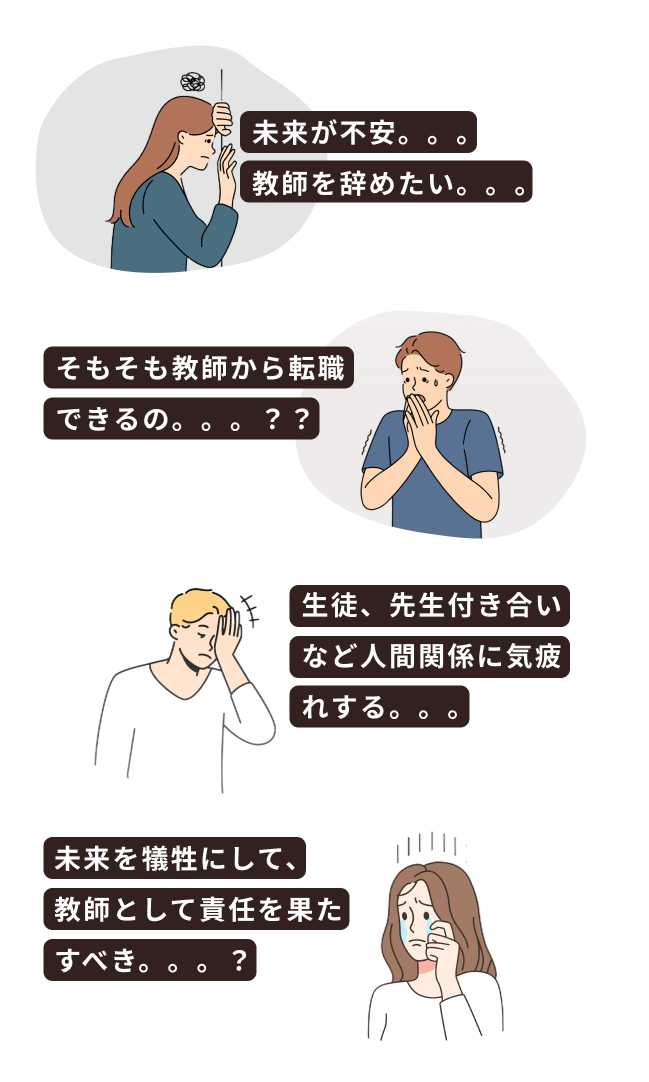 未来が不安。。。
教師を辞めたい。。。
そもそも教師から転職
できるの。。。？？
生徒、先生付き合い
など人間関係に気疲
れする。。。
未来を犠牲にして、
教師として責任を果た
すべき。。。？